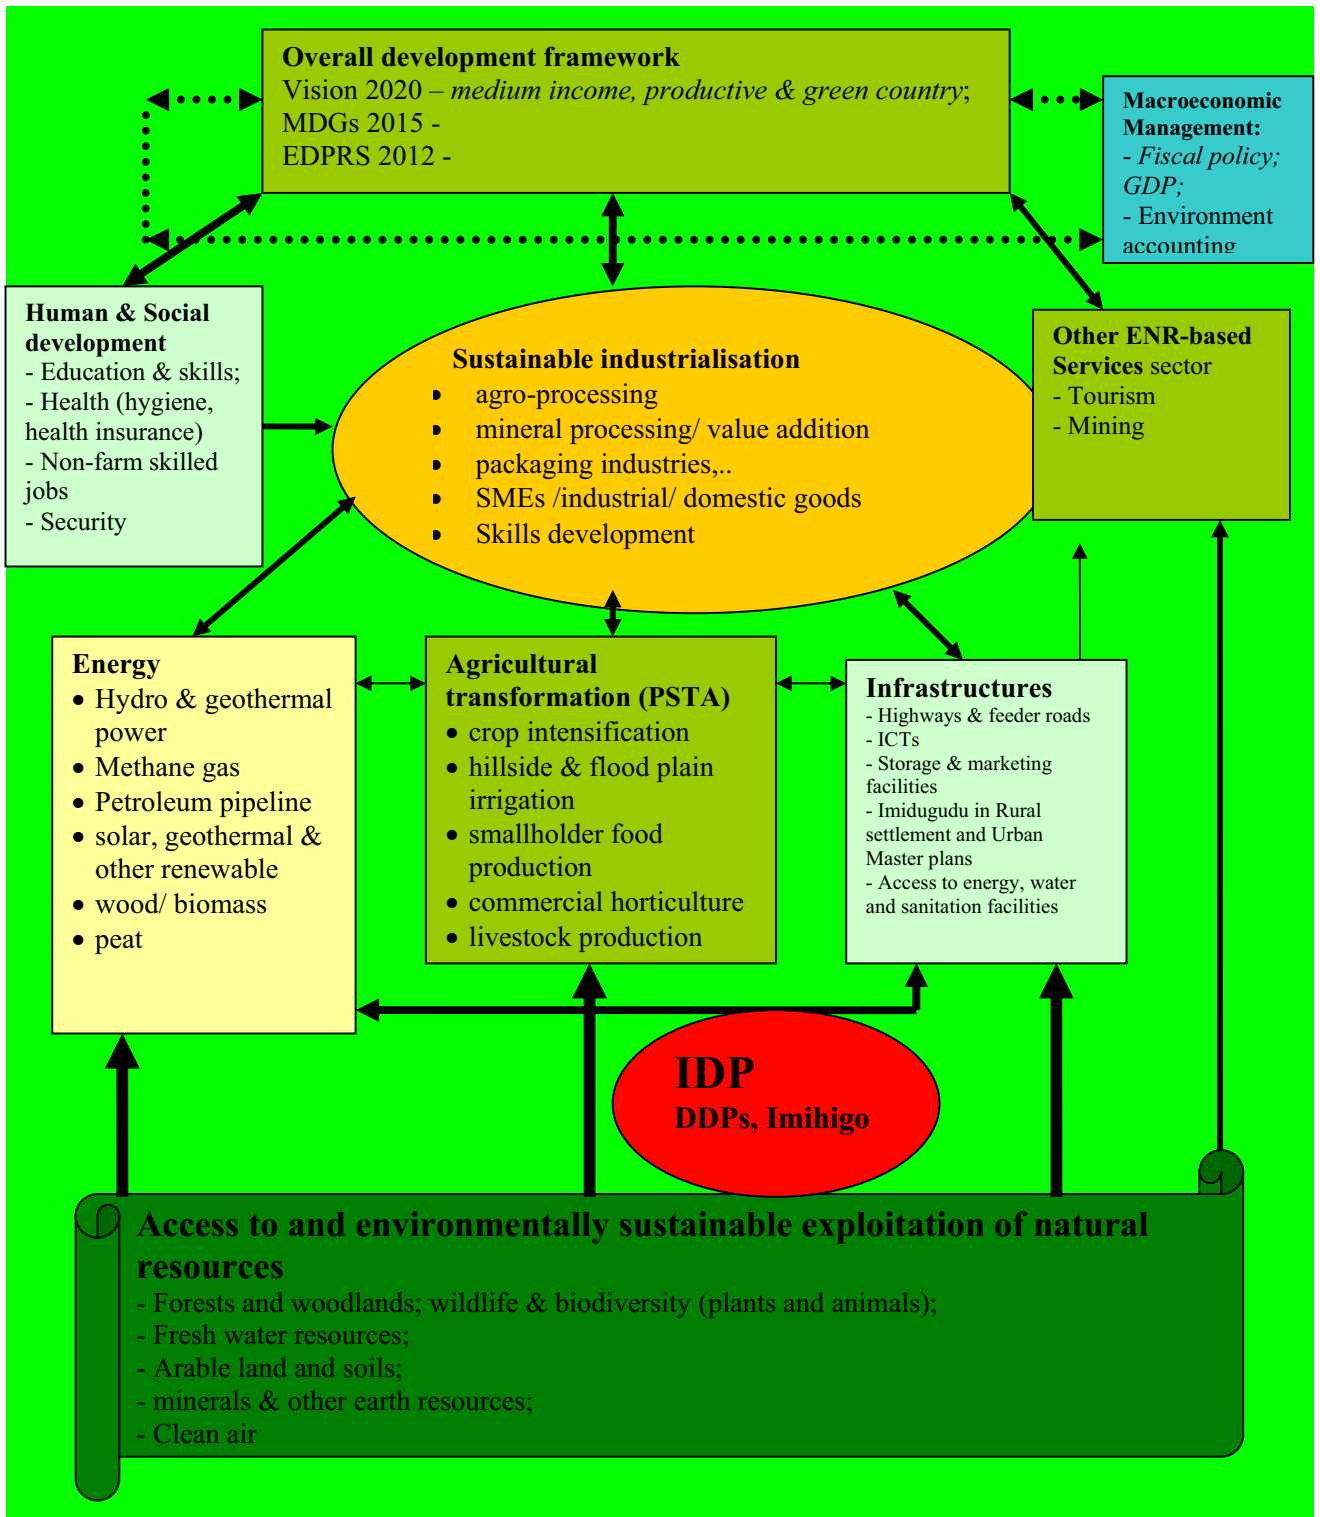 Overall development framework
Vision 2020 – medium income, productive & green country;
MDGs 2015 -
EDPRS 2012 -
Macroeconomic
Management:
- Fiscal policy;
GDP;
- Environment
accounting
Human & Social
development
- Education & skills;
- Health (hygiene,
health insurance)
- Non-farm skilled
jobs
- Security
Sustainable industrialisation
• agro-processing
• mineral processing/ value addition
• packaging industries,..
• SMEs /industrial/ domestic goods
• Skills development
Other ENR-based
Services sector
- Tourism
- Mining
Energy
• Hydro & geothermal
power
• Methane gas
• Petroleum pipeline
• solar, geothermal &
other renewable
• wood/ biomass
• peat
Agricultural
transformation (PSTA)
• crop intensification
• hillside & flood plain
irrigation
• smallholder food
production
• commercial horticulture
• livestock production
Infrastructures
- Highways & feeder roads
- ICTs
- Storage & marketing
facilities
- Imidugudu in Rural
settlement and Urban
Master plans
- Access to energy, water
and sanitation facilities
IDP
DDPs, Imihigo
Access to and environmentally sustainable exploitation of natural
resources
- Forests and woodlands; wildlife & biodiversity (plants and animals);
- Fresh water resources;
- Arable land and soils;
- minerals & other earth resources;
- Clean air